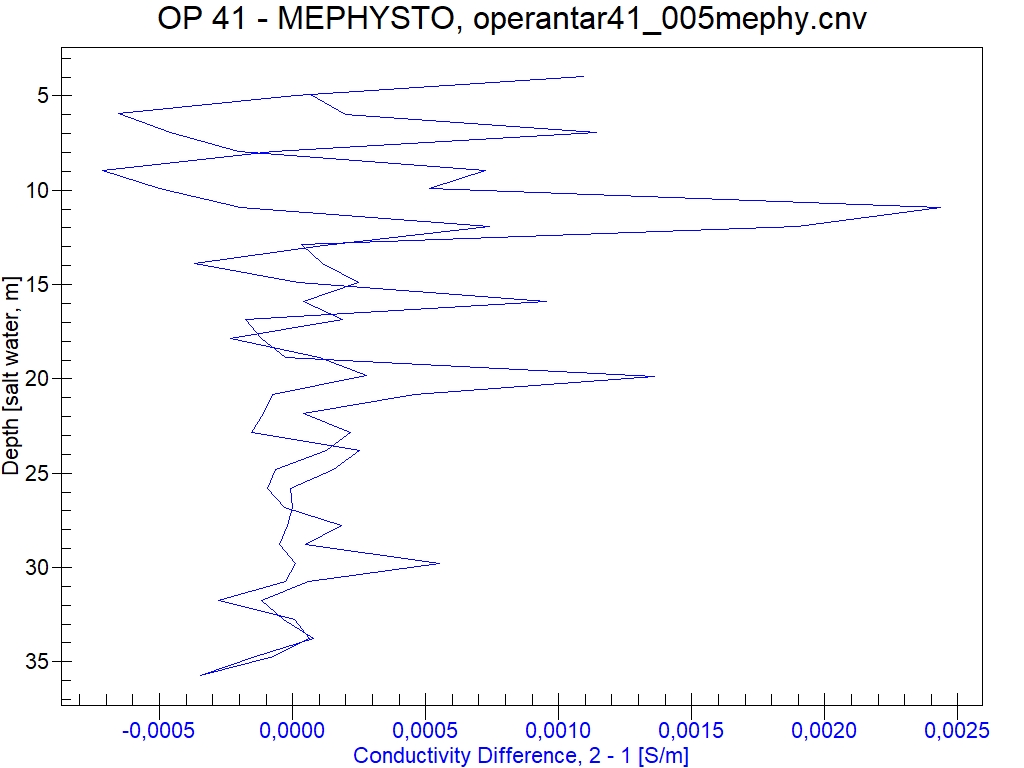 OP 41 - MEPHYSTO, operantar41_005mephy.cnv
5
10
15
20
25
30
35
Depth [salt water, m]
-0,0005 0,0000 0,0005 0,0010 0,0015 0,0020 0,0025
Conductivity Difference, 2 - 1 [S/m]